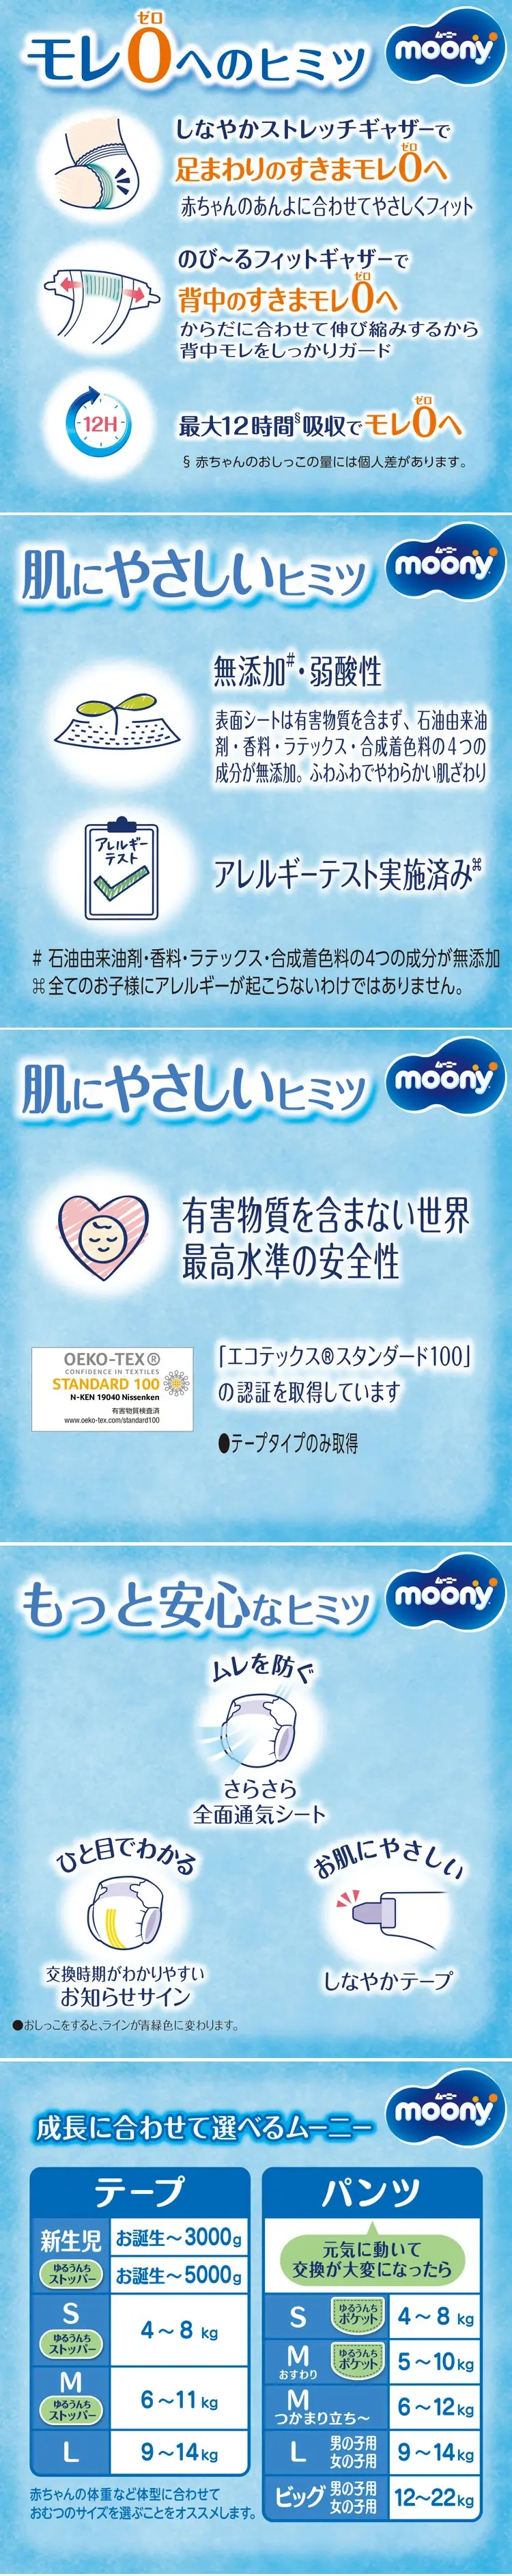 ゼロ
モレ0へのヒミツ
ムーニー
moony
しなやかストレッチギャザーで
ゼロ
足まわりのすきまモレ0へ
赤ちゃんのあんよに合わせてやさしくフィット
のび〜るフィットギャザーで
ゼロ
背中のすきまモレ0へ
からだに合わせて伸び縮みするから
背中モレをしっかりガード
12H
ゼロ
最大12時間§吸収でモレ0へ
§ 赤ちゃんのおしっこの量には個人差があります。
肌にやさしいヒミツ
ムーニー
moony
無添加#・弱酸性
表面シートは有害物質を含まず、石油由来油
剤・香料・ラテックス・合成着色料の4つの
成分が無添加。ふわふわでやわらかい肌ざわり
アレルギー
テスト
アレルギーテスト実施済み⌘
# 石油由来油剤・香料・ラテックス・合成着色料の4つの成分が無添加
⌘全てのお子様にアレルギーが起こらないわけではありません。
肌にやさしいヒミツ
ムーニー
moony
有害物質を含まない世界
最高水準の安全性
OEKO-TEX®
CONFIDENCE IN TEXTILES
STANDARD 100
N-KEN 19040 Nissenken
有害物質検査済
www.oeko-tex.com/standard100
「エコテックス®スタンダード100」
の認証を取得しています
●テープタイプのみ取得
もっと安心なヒミツ
ムーニー
moony
ムレを防ぐ
さらさら
全面通気シート
ひと目でわかる
交換時期がわかりやすい
お知らせサイン
お肌にやさしい
しなやかテープ
●おしっこをすると、ラインが青緑色に変わります。
成長に合わせて選べるムーニー
ムーニー
moony
テープ
新生児
お誕生〜3000g
ゆるうんち
ストッパー
お誕生〜5000g
S
ゆるうんち
ストッパー
4〜8 kg
M
ゆるうんち
ストッパー
6〜11kg
L
9〜14kg
赤ちゃんの体重など体型に合わせて
おむつのサイズを選ぶことをオススメします。
パンツ
元気に動いて
交換が大変になったら
S
ゆるうんち
ポケット
4〜8 kg
M
おすわり
ゆるうんち
ポケット
5〜10kg
M
つかまり立ち〜
6〜12kg
L
男の子用
女の子用
9〜14kg
ビッグ
男の子用
女の子用
12〜22kg